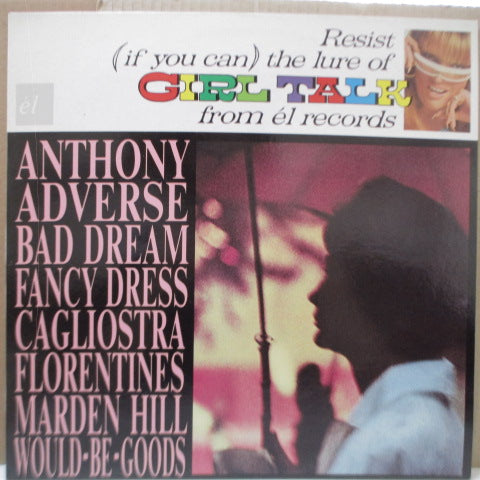 Resist
(if you can) the lure of
GIRL TALK
from él records
él
ANTHONY
ADVERSE
BAD DREAM
FANCY DRESS
CAGLIOSTRA
FLORENTINES
MARDEN HILL
WOULD-BE-GOODS